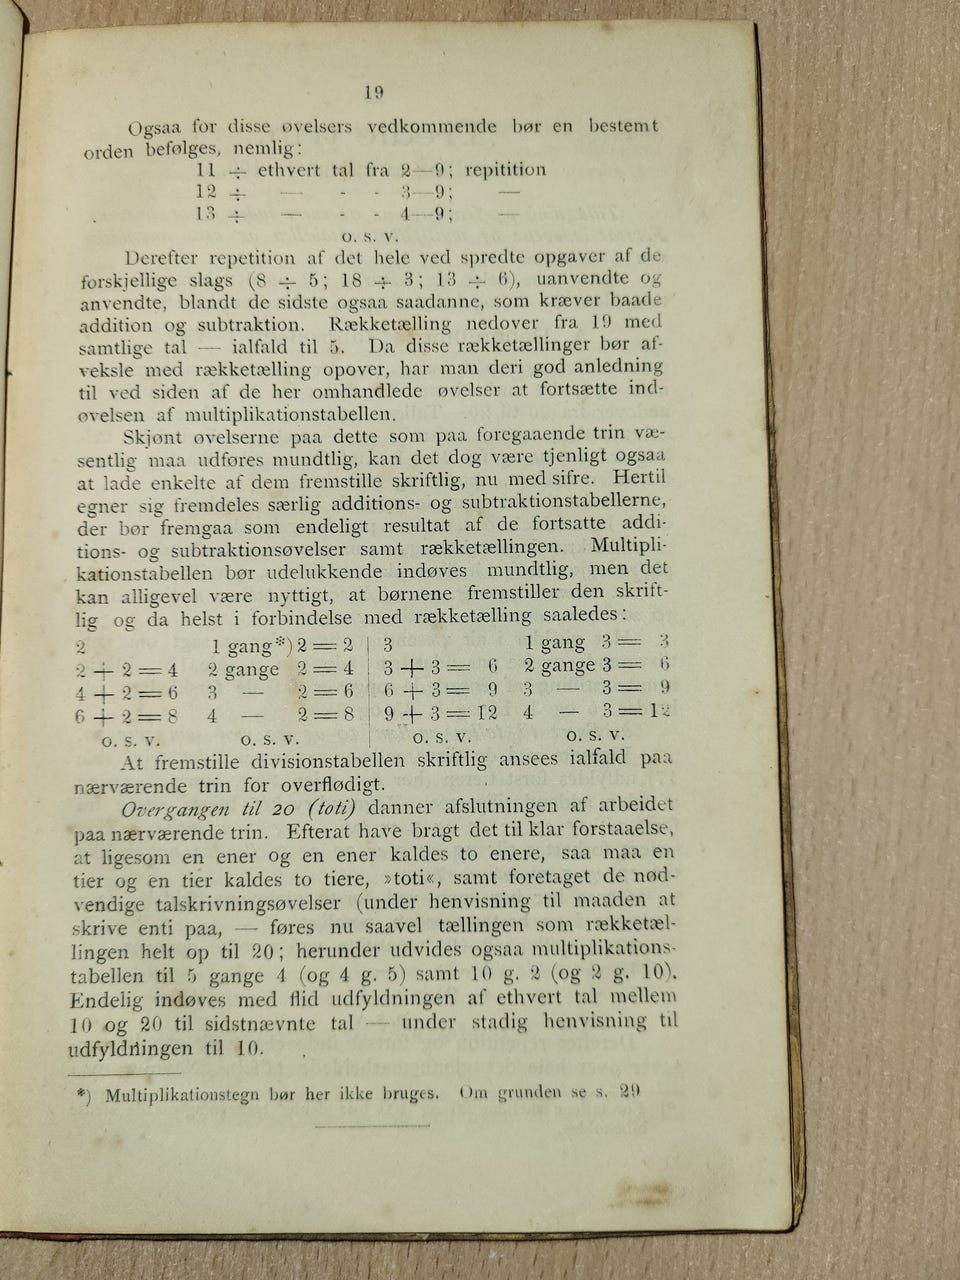 19
Ogsaa for disse øvelsers vedkommende bør en bestemt
orden befølges, nemlig:
11 ÷ ethvert tal fra 2—9; repitition
12 ÷ — - - 3—9; —
13 ÷ — - - 4—9; —
o. s. v.
Derefter repetition af det hele ved spredte opgaver af de
forskjellige slags (8 ÷ 5; 18 ÷ 3; 13 ÷ 6), uanvendte og
anvendte, blandt de sidste ogsaa saadanne, som kræver baade
addition og subtraktion. Rækketælling nedover fra 19 med
samtlige tal — ialfald til 5. Da disse rækketællinger bør af-
veksle med rækketælling opover, har man deri god anledning
til ved siden af de her omhandlede øvelser at fortsætte ind-
øvelsen af multiplikationstabellen.
Skjønt øvelserne paa dette som paa foregaaende trin væ-
sentlig maa udføres mundtlig, kan det dog være tjenligt ogsaa
at lade enkelte af dem fremstille skriftlig, nu med sifre. Hertil
egner sig fremdeles særlig additions- og subtraktionstabellerne,
der bør fremgaa som endeligt resultat af de fortsatte addi-
tions- og subtraktionsøvelser samt rækketællingen. Multipli-
kationstabellen bør udelukkende indøves mundtlig, men det
kan alligevel være nyttigt, at børnene fremstiller den skrift-
lig og da helst i forbindelse med rækketælling saaledes:
2 1 gang*) 2 = 2 | 3 1 gang 3 = 3
2 + 2 = 4 2 gange 2 = 4 | 3 + 3 = 6 2 gange 3 = 6
4 + 2 = 6 3 — 2 = 6 | 6 + 3 = 9 3 — 3 = 9
6 + 2 = 8 4 — 2 = 8 | 9 + 3 = 12 4 — 3 = 12
o. s. v. o. s. v. | o. s. v. o. s. v.
At fremstille divisionstabellen skriftlig ansees ialfald paa
nærværende trin for overflødigt.
Overgangen til 20 (toti) danner afslutningen af arbeidet
paa nærværende trin. Efterat have bragt det til klar forstaaelse,
at ligesom en ener og en ener kaldes to enere, saa maa en
tier og en tier kaldes to tiere, »toti«, samt foretaget de nød-
vendige talskrivningsøvelser (under henvisning til maaden at
skrive enti paa, — føres nu saavel tællingen som rækketæl-
lingen helt op til 20; herunder udvides ogsaa multiplikations-
tabellen til 5 gange 4 (og 4 g. 5) samt 10 g. 2 (og 2 g. 10).
Endelig indøves med flid udfyldningen af ethvert tal mellem
10 og 20 til sidstnævnte tal — under stadig henvisning til
udfyldningen til 10.
*) Multiplikationstegn bør her ikke bruges. Om grunden se s. 29